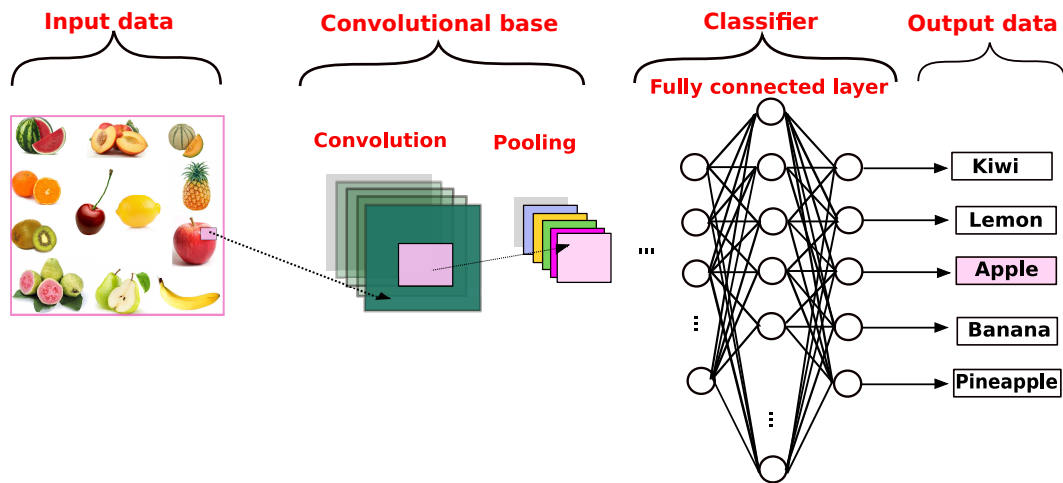 Input data
Convolutional base
Classifier
Output data
Fully connected layer
Convolution
Pooling
...
...
...
Kiwi
Lemon
Apple
Banana
Pineapple